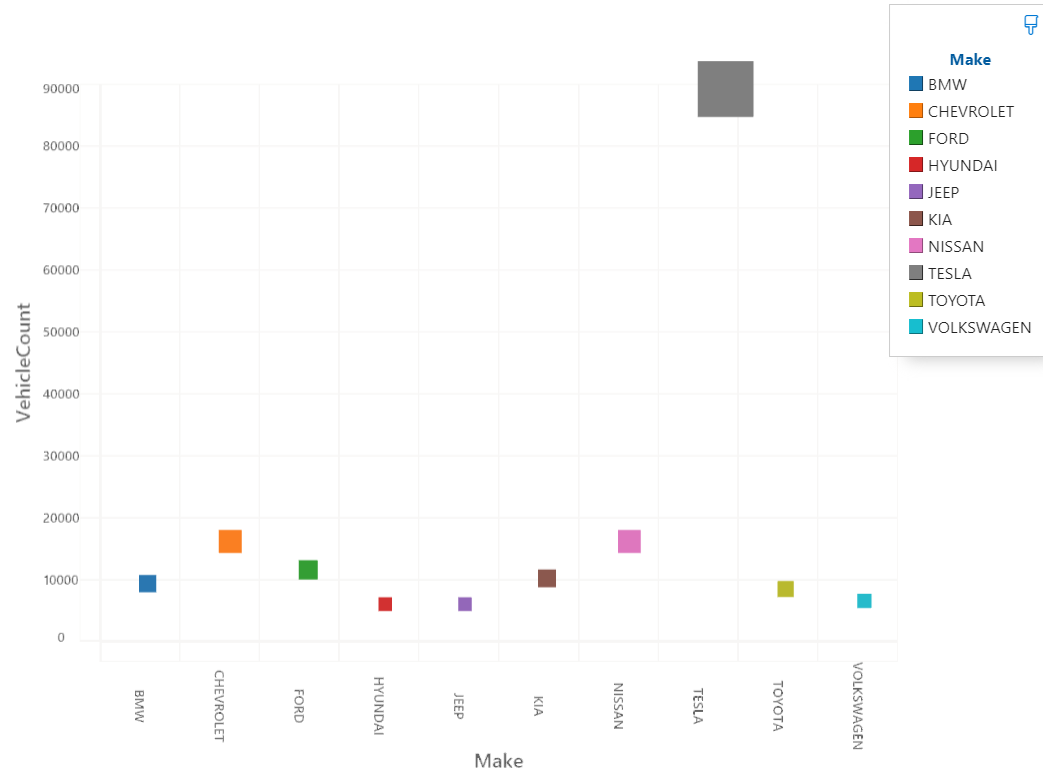 Make
BMW
CHEVROLET
FORD
HYUNDAI
JEEP
KIA
NISSAN
TESLA
TOYOTA
VOLKSWAGEN
VehicleCount
90000
80000
70000
60000
50000
40000
30000
20000
10000
0
BMW
CHEVROLET
FORD
HYUNDAI
JEEP
KIA
NISSAN
TESLA
TOYOTA
VOLKSWAGEN
Make